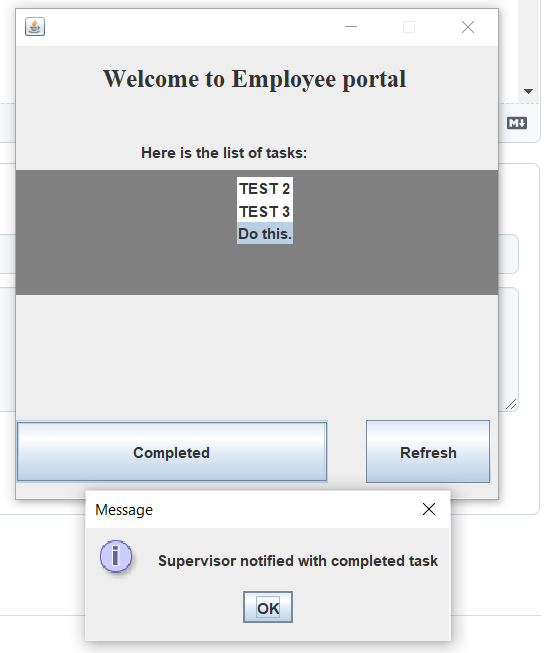 Welcome to Employee portal
M
Here is the list of tasks:
TEST 2
TEST 3
Do this.
Completed
Refresh
Message
i
Supervisor notified with completed task
OK